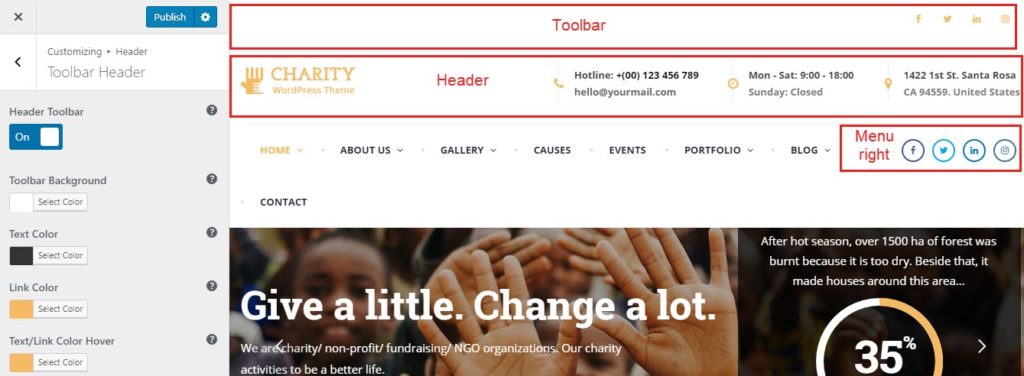 Publish
Customizing ▸ Header
Toolbar Header
Header Toolbar
On
Toolbar Background
Select Color
Text Color
Select Color
Link Color
Select Color
Text/Link Color Hover
Select Color
Toolbar
CHARITY
WordPress Theme
Header
Hotline: +(00) 123 456 789
hello@yourmail.com
Mon - Sat: 9:00 - 18:00
Sunday: Closed
1422 1st St. Santa Rosa
CA 94559. United States
HOME
ABOUT US
GALLERY
CAUSES
EVENTS
PORTFOLIO
BLOG
Menu
right
CONTACT
Give a little. Change a lot.
We are charity/ non-profit/ fundraising/ NGO organizations. Our charity
activities to be a better life.
After hot season, over 1500 ha of forest was
burnt because it is too dry. Beside that, it
made houses around this area...
35%